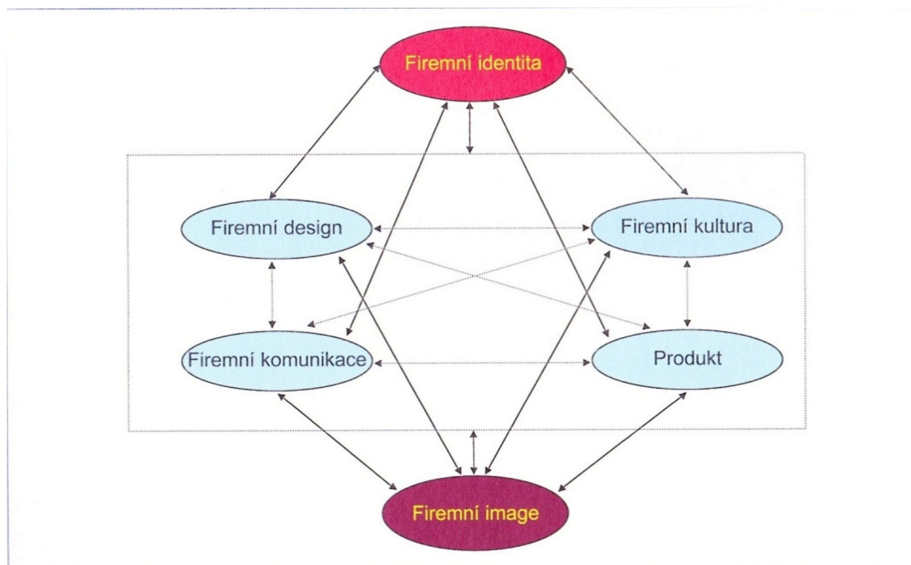 Firemní identita
Firemní design
Firemní kultura
Firemní komunikace
Produkt
Firemní image